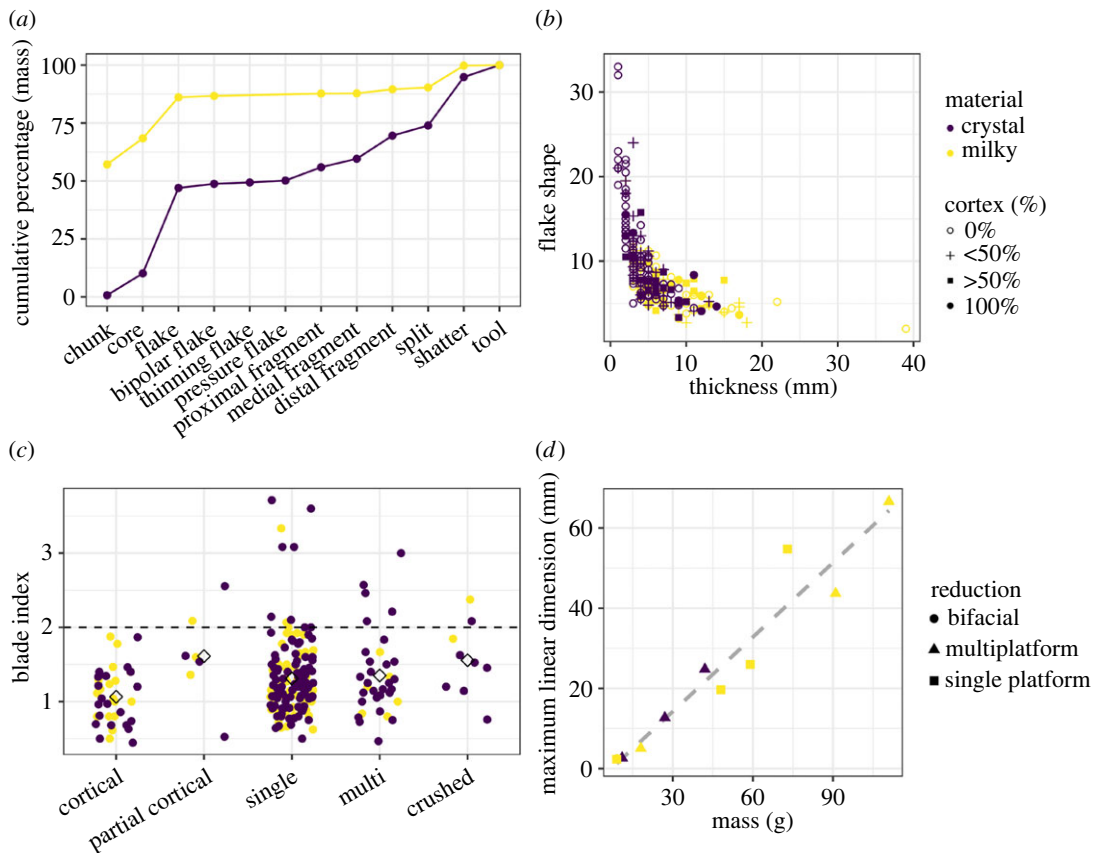 (a)
cumulative percentage (mass)
100
75
50
25
0
chunk
core
flake
bipolar flake
thinning flake
pressure flake
proximal fragment
medial fragment
distal fragment
split
shatter
tool
(b)
flake shape
30
20
10
0
10
20
30
40
thickness (mm)
material
crystal
milky
cortex (%)
0%
<50%
>50%
100%
(c)
blade index
3
2
1
cortical
partial cortical
single
multi
crushed
(d)
maximum linear dimension (mm)
60
40
20
0
30
60
90
mass (g)
reduction
bifacial
multiplatform
single platform